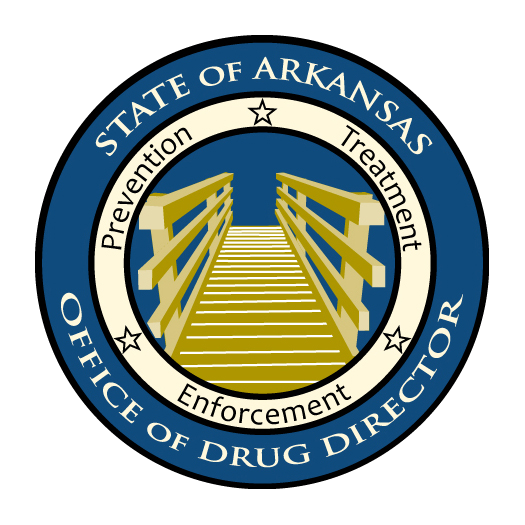 STATE OF ARKANSAS
Prevention
Treatment
Enforcement
OFFICE OF DRUG DIRECTOR